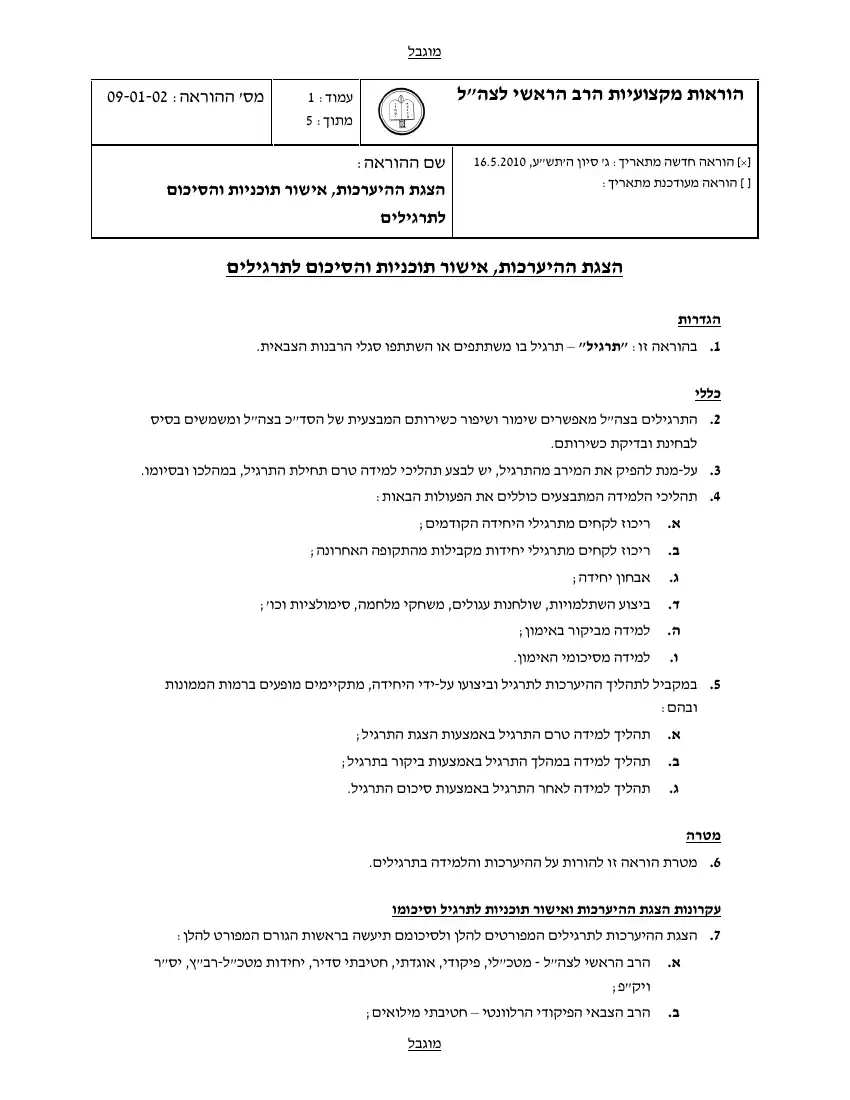 מוגבל
הוראות מקצועיות הרב הראשי לצה״ל
עמוד: 1
מתוך: 5
מס׳ ההוראה: 09-01-02
[×] הוראה חדשה מתאריך: ג׳ סיון ה׳תש״ע, 16.5.2010
[ ] הוראה מעודכנת מתאריך:
שם ההוראה:
הצגת ההיערכות, אישור תוכניות והסיכום
לתרגילים
הצגת ההיערכות, אישור תוכניות והסיכום לתרגילים
הגדרות
1. בהוראה זו: ״תרגיל״ – תרגיל בו משתתפים או השתתפו סגלי הרבנות הצבאית.
כללי
2. התרגילים בצה״ל מאפשרים שימור ושיפור כשירותם המבצעית של הסד״כ בצה״ל ומשמשים בסיס
לבחינת ובדיקת כשירותם.
3. על-מנת להפיק את המירב מהתרגיל, יש לבצע תהליכי למידה טרם תחילת התרגיל, במהלכו ובסיומו.
4. תהליכי הלמידה המתבצעים כוללים את הפעולות הבאות:
א. ריכוז לקחים מתרגילי היחידה הקודמים;
ב. ריכוז לקחים מתרגילי יחידות מקבילות מהתקופה האחרונה;
ג. אבחון יחידה;
ד. ביצוע השתלמויות, שולחנות עגולים, משחקי מלחמה, סימולציות וכו׳;
ה. למידה מביקור באימון;
ו. למידה מסיכומי האימון.
5. במקביל לתהליך ההיערכות לתרגיל וביצועו על-ידי היחידה, מתקיימים מופעים ברמות הממונות
ובהם:
א. תהליך למידה טרם התרגיל באמצעות הצגת התרגיל;
ב. תהליך למידה במהלך התרגיל באמצעות ביקור בתרגיל;
ג. תהליך למידה לאחר התרגיל באמצעות סיכום התרגיל.
מטרה
6. מטרת הוראה זו להורות על ההיערכות והלמידה בתרגילים.
עקרונות הצגת ההיערכות ואישור תוכניות לתרגיל וסיכומו
7. הצגת ההיערכות לתרגילים המפורטים להלן ולסיכומם תיעשה בראשות הגורם המפורט להלן:
א. הרב הראשי לצה״ל - מטכ״לי, פיקודי, אוגדתי, חטיבתי סדיר, יחידות מטכ״ל-רב״ץ, יס״ר
ויק״פ;
ב. הרב הצבאי הפיקודי הרלוונטי – חטיבתי מילואים;
מוגבל